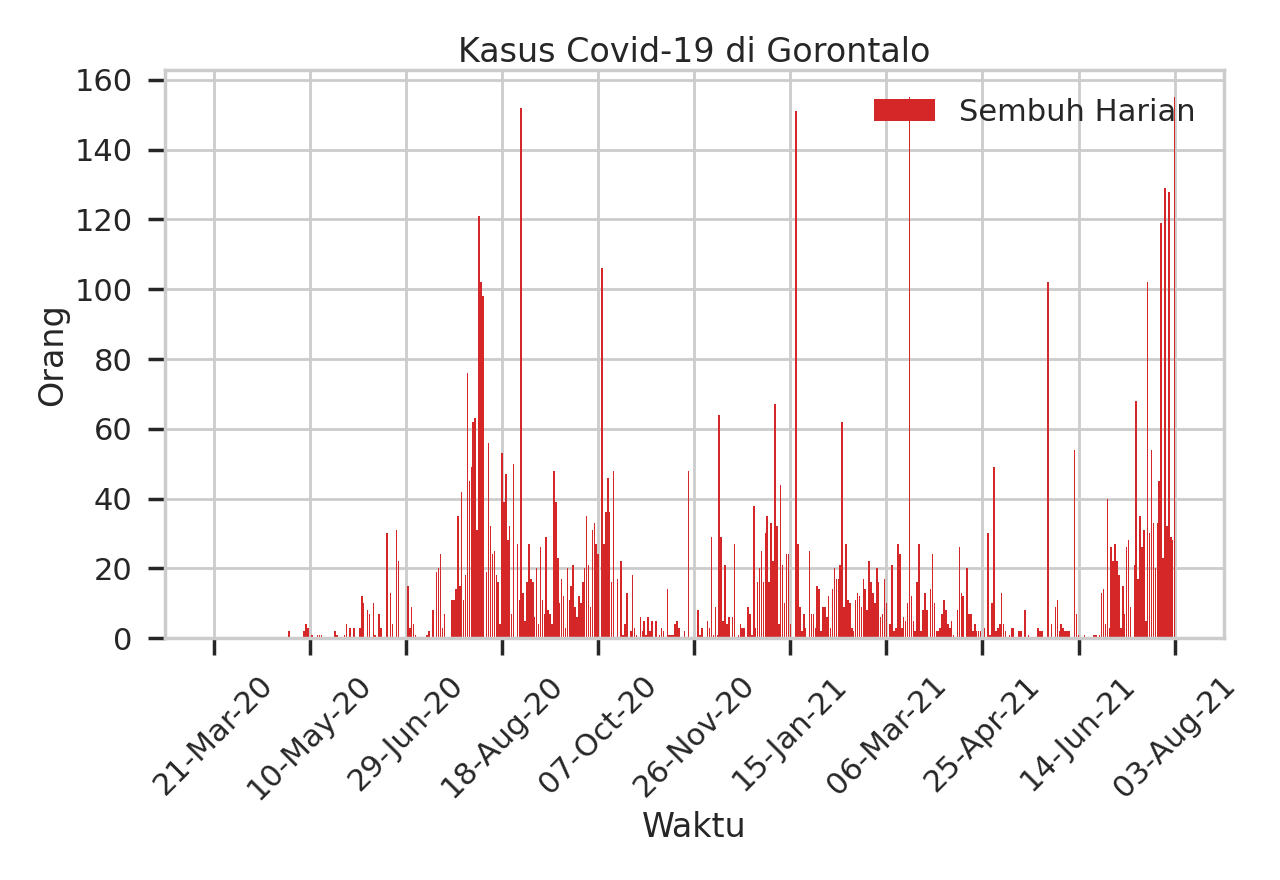 Kasus Covid-19 di Gorontalo
Sembuh Harian
Orang
160
140
120
100
80
60
40
20
0
21-Mar-20
10-May-20
29-Jun-20
18-Aug-20
07-Oct-20
26-Nov-20
15-Jan-21
06-Mar-21
25-Apr-21
14-Jun-21
03-Aug-21
Waktu